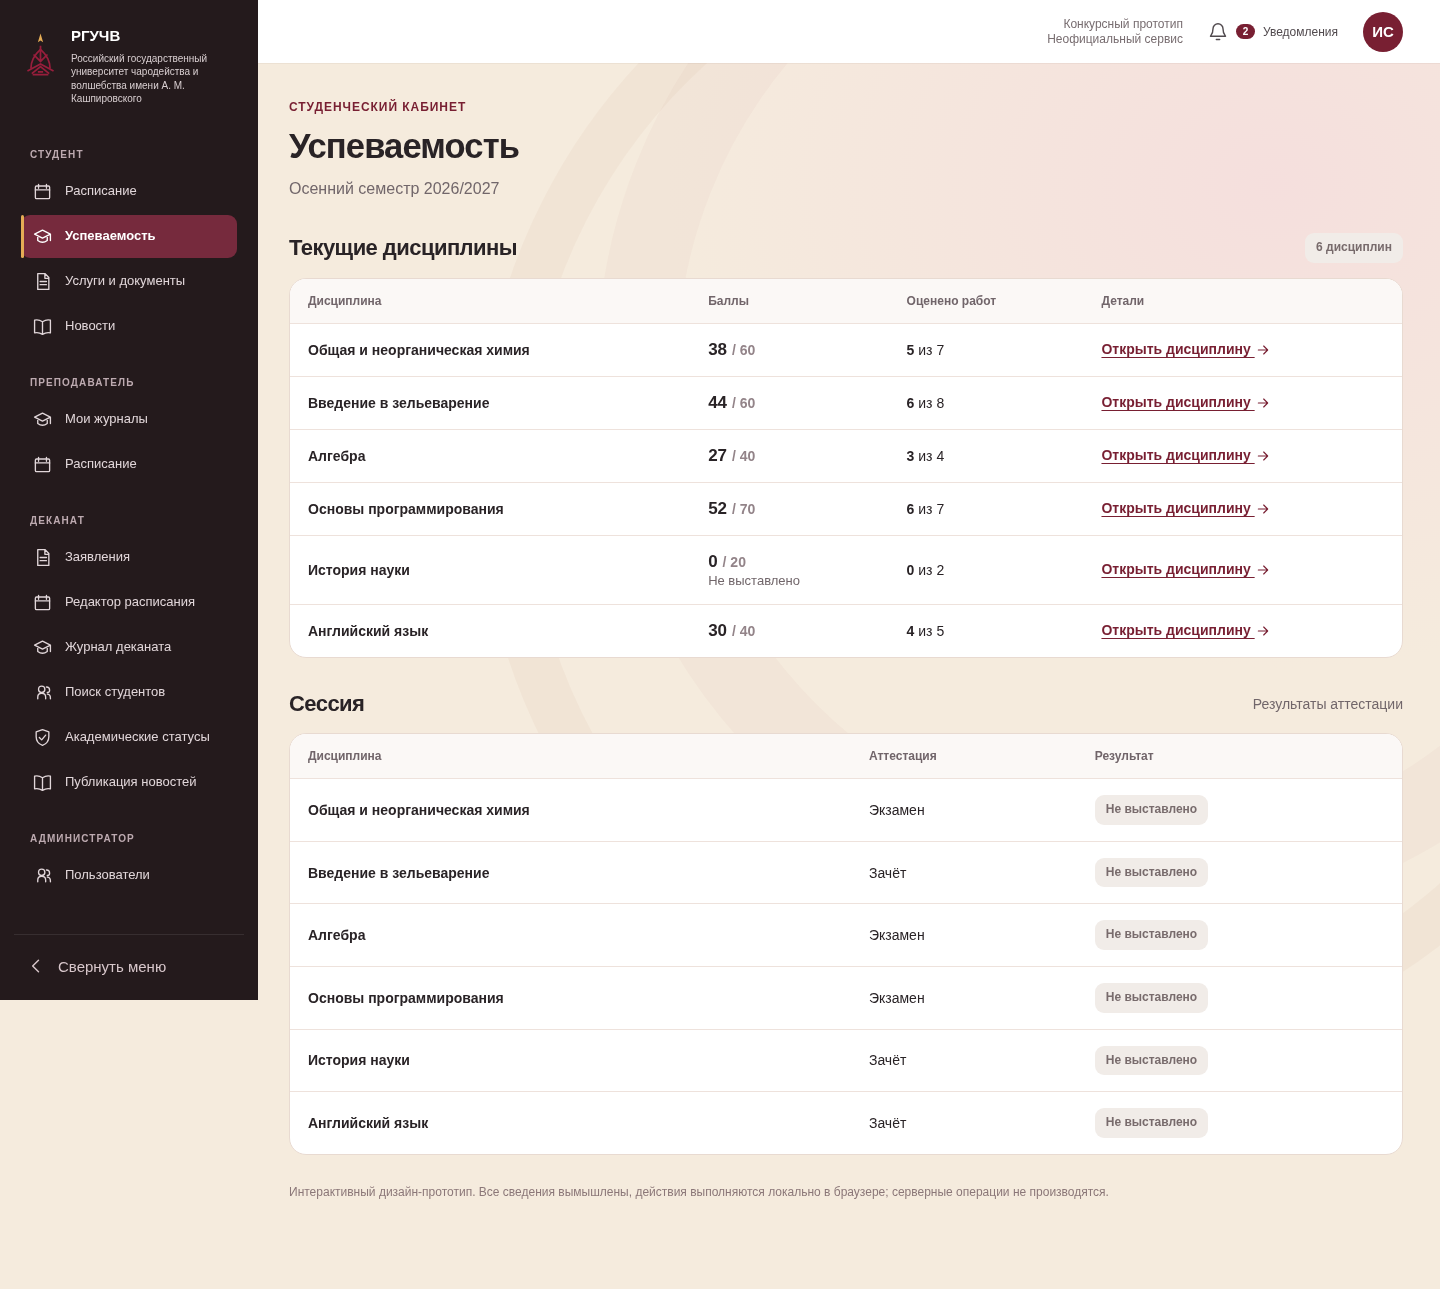 РГУЧВ
Российский государственный
университет чародейства и
волшебства имени А. М.
Кашпировского
СТУДЕНТ
Расписание
Успеваемость
Услуги и документы
Новости
ПРЕПОДАВАТЕЛЬ
Мои журналы
Расписание
ДЕКАНАТ
Заявления
Редактор расписания
Журнал деканата
Поиск студентов
Академические статусы
Публикация новостей
АДМИНИСТРАТОР
Пользователи
Свернуть меню
Конкурсный прототип
Неофициальный сервис
2 Уведомления
ИС
СТУДЕНЧЕСКИЙ КАБИНЕТ
Успеваемость
Осенний семестр 2026/2027
Текущие дисциплины
6 дисциплин
Дисциплина Баллы Оценено работ Детали
Общая и неорганическая химия 38 / 60 5 из 7 Открыть дисциплину →
Введение в зельеварение 44 / 60 6 из 8 Открыть дисциплину →
Алгебра 27 / 40 3 из 4 Открыть дисциплину →
Основы программирования 52 / 70 6 из 7 Открыть дисциплину →
История науки 0 / 20 0 из 2 Открыть дисциплину →
Не выставлено
Английский язык 30 / 40 4 из 5 Открыть дисциплину →
Сессия
Результаты аттестации
Дисциплина Аттестация Результат
Общая и неорганическая химия Экзамен Не выставлено
Введение в зельеварение Зачёт Не выставлено
Алгебра Экзамен Не выставлено
Основы программирования Экзамен Не выставлено
История науки Зачёт Не выставлено
Английский язык Зачёт Не выставлено
Интерактивный дизайн-прототип. Все сведения вымышлены, действия выполняются локально в браузере; серверные операции не производятся.